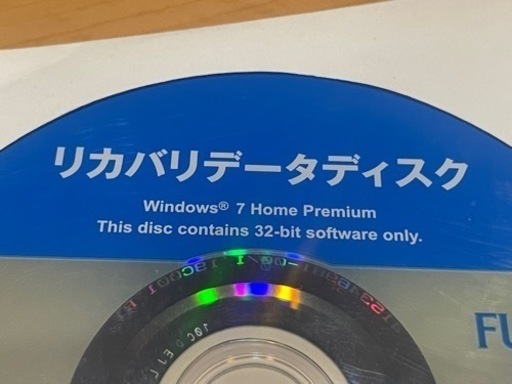 リカバリデータディスク
Windows® 7 Home Premium
This disc contains 32-bit software only.
FU